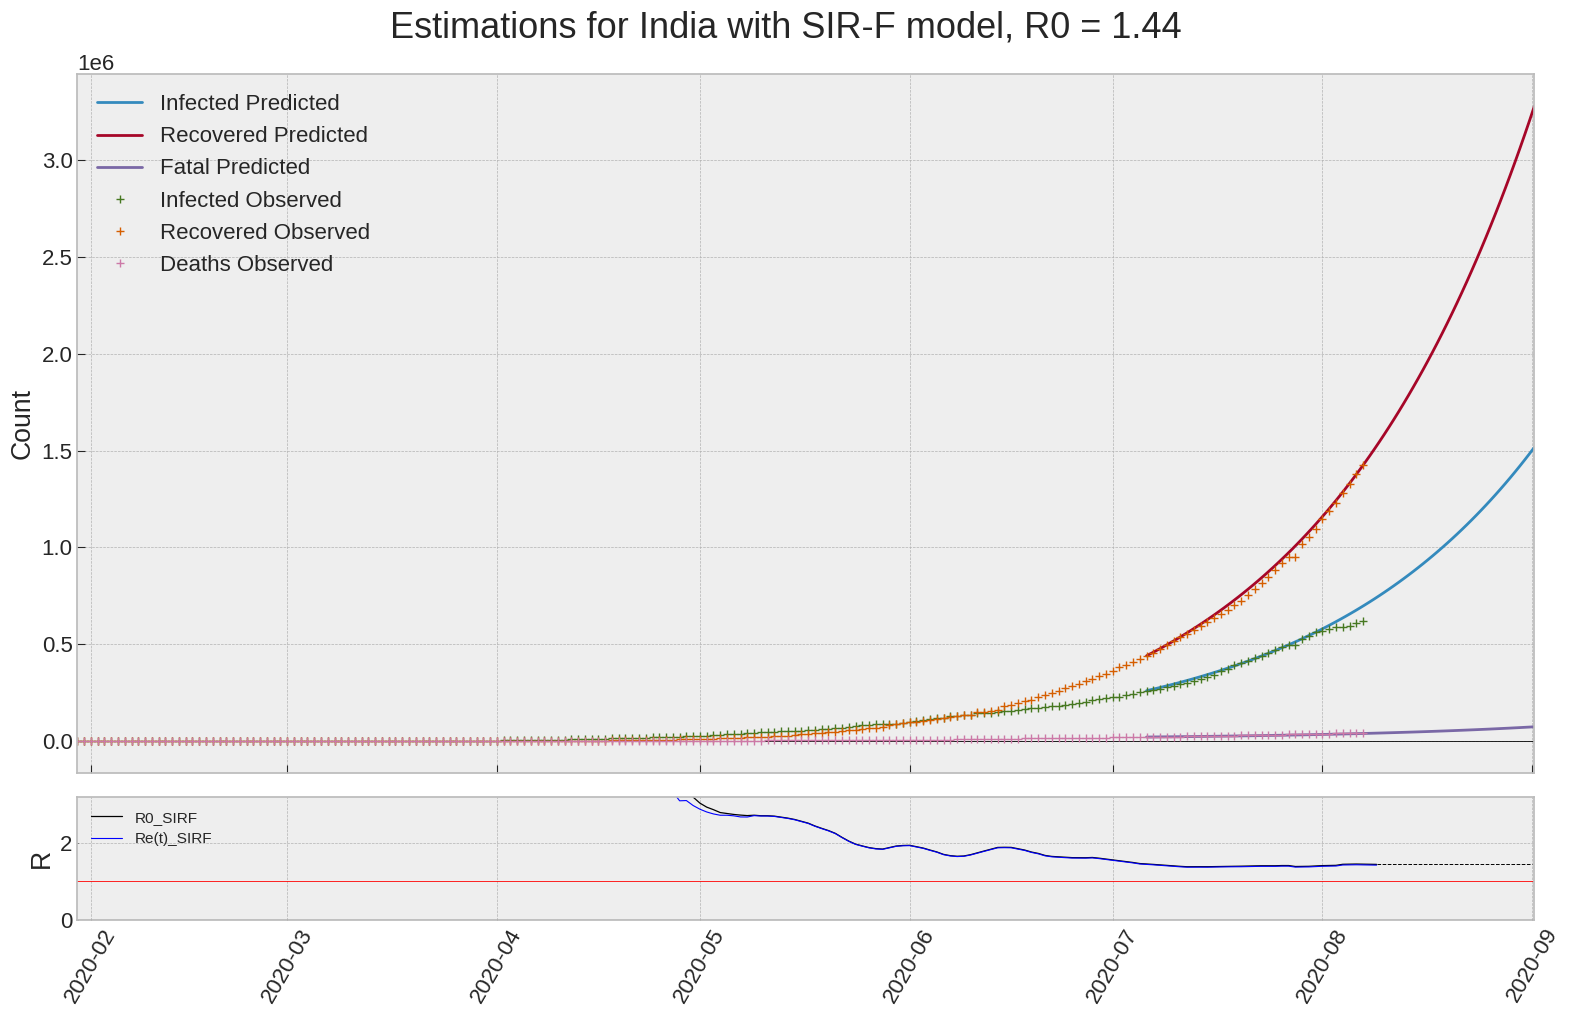 Estimations for India with SIR-F model, R0 = 1.44
1e6
Infected Predicted
Recovered Predicted
Fatal Predicted
Infected Observed
Recovered Observed
Deaths Observed
3.0
2.5
2.0
1.5
1.0
0.5
0.0
Count
R0_SIRF
Re(t)_SIRF
2
0
R
2020-02
2020-03
2020-04
2020-05
2020-06
2020-07
2020-08
2020-09